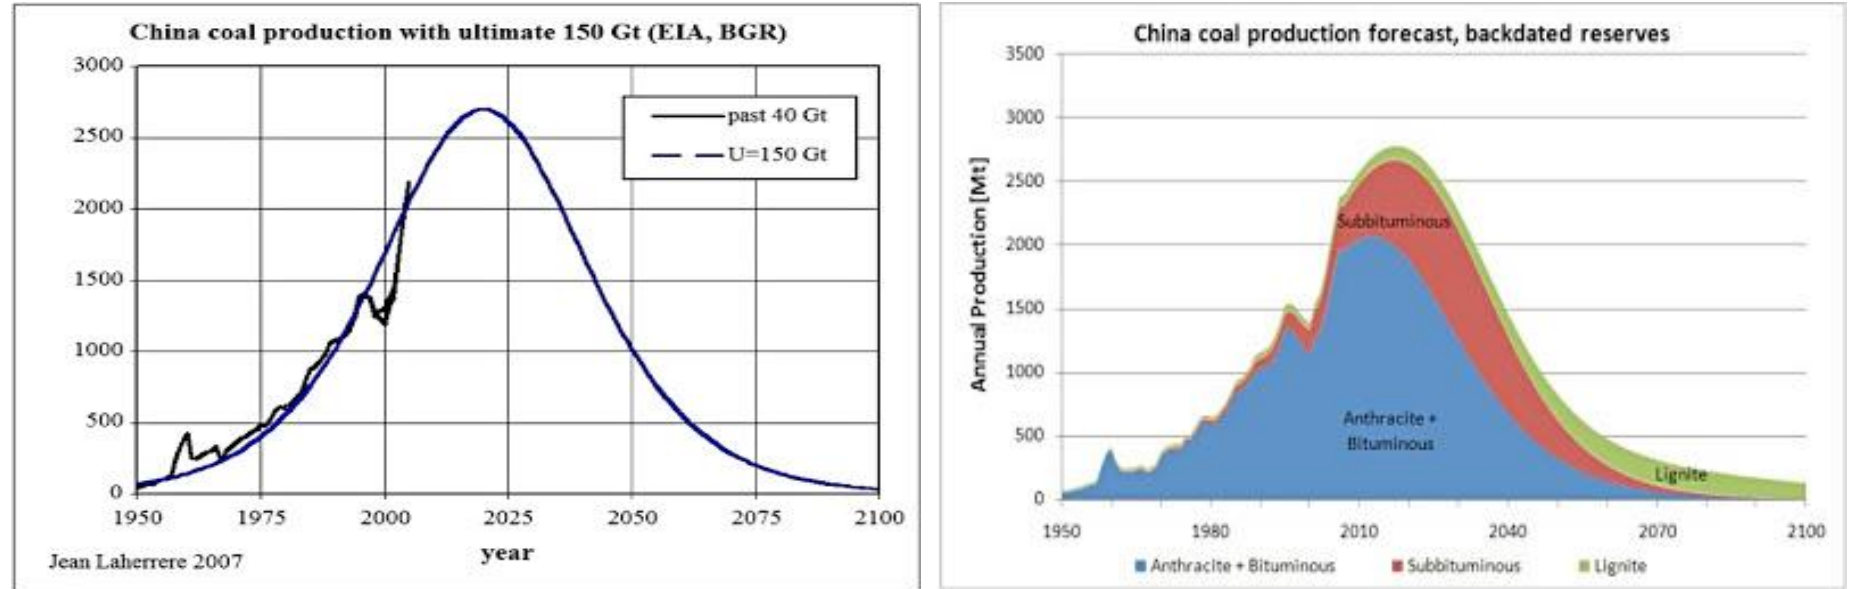 China coal production with ultimate 150 Gt (EIA, BGR)
3000
2500
2000
1500
1000
500
0
past 40 Gt
U=150 Gt
1950 1975 2000 2025 2050 2075 2100
year
Jean Laherrere 2007
China coal production forecast, backdated reserves
Annual Production [Mt]
3500
3000
2500
2000
1500
1000
500
0
Subbituminous
Anthracite +
Bituminous
Lignite
1950 1980 2010 2040 2070 2100
Anthracite + Bituminous Subbituminous Lignite